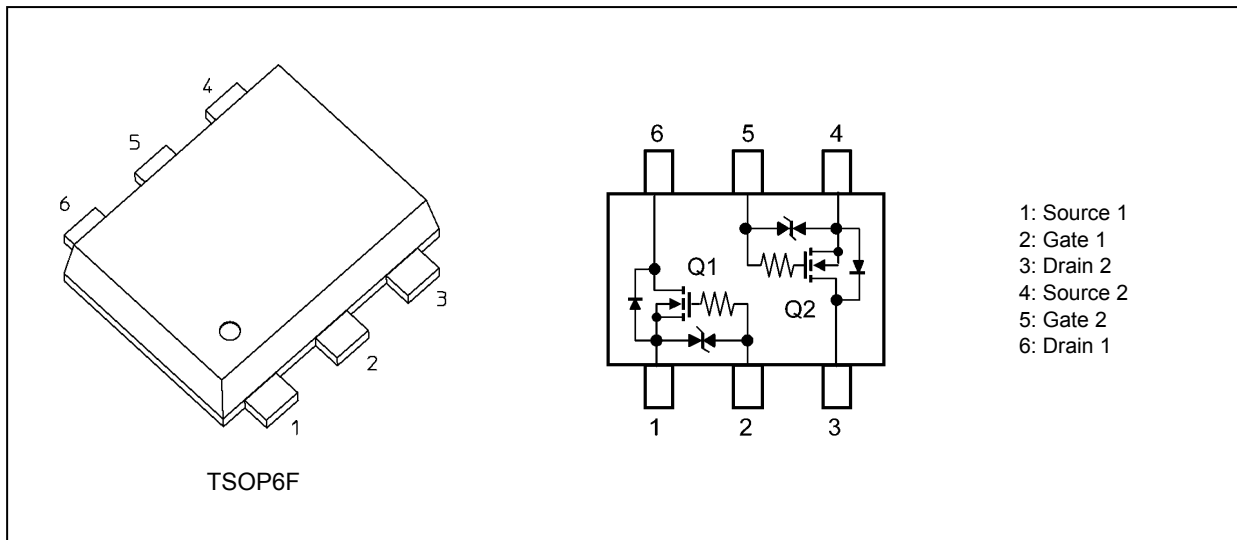 4
5
6
3
2
1
TSOP6F
6 5 4
Q1
Q2
1 2 3
1: Source 1
2: Gate 1
3: Drain 2
4: Source 2
5: Gate 2
6: Drain 1